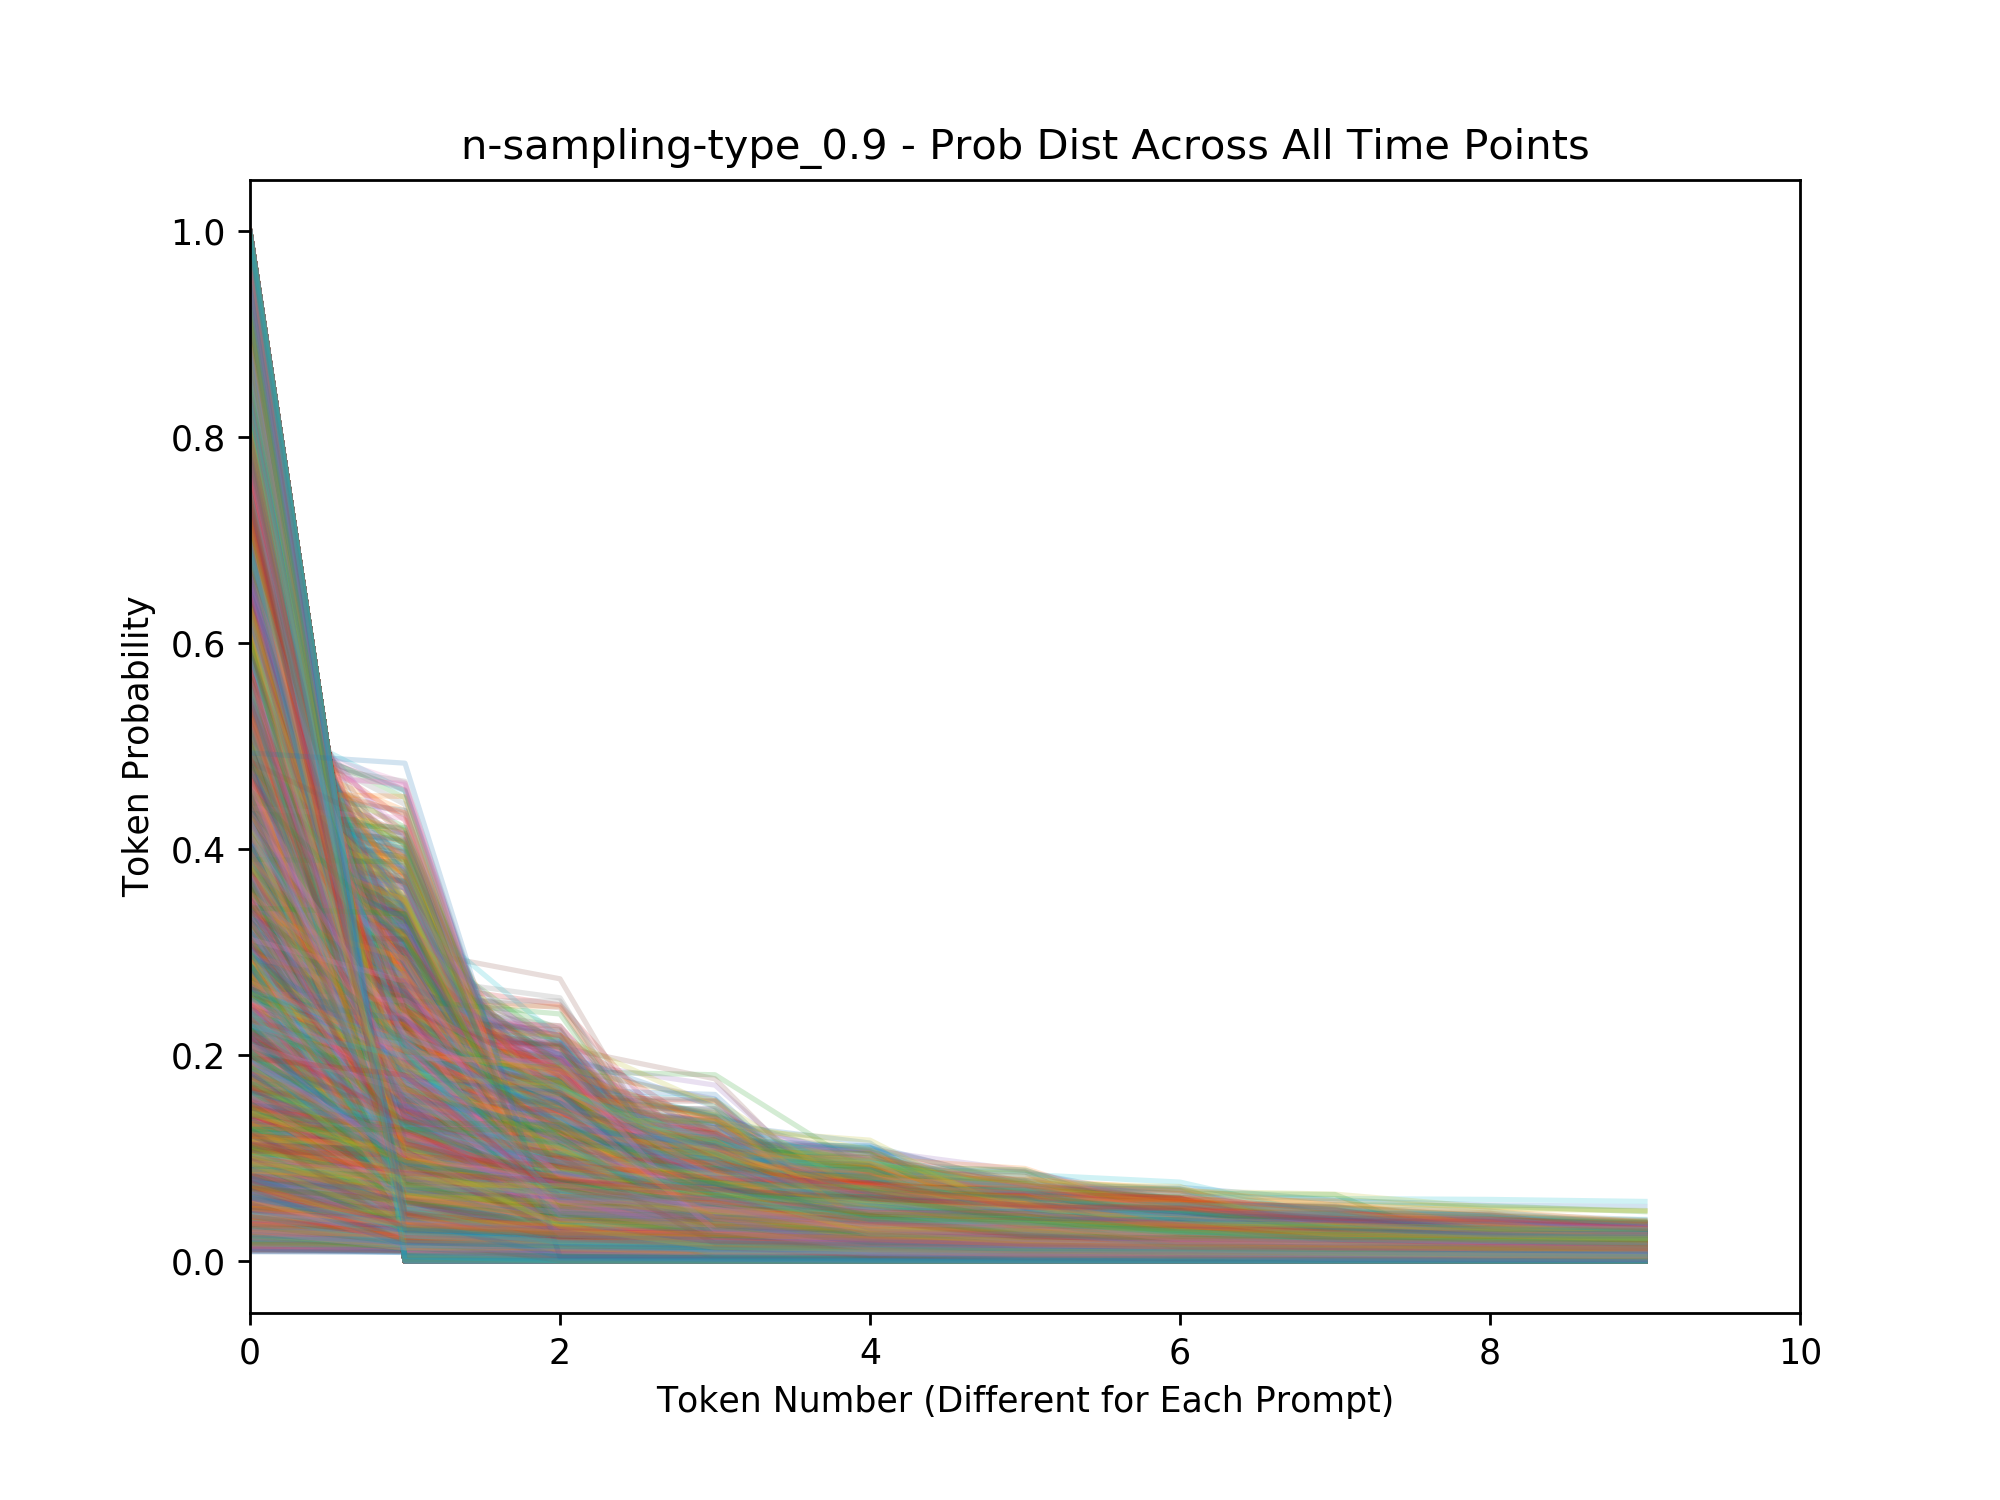 n-sampling-type_0.9 - Prob Dist Across All Time Points
1.0
0.8
0.6
0.4
0.2
0.0
Token Probability
0 2 4 6 8 10
Token Number (Different for Each Prompt)